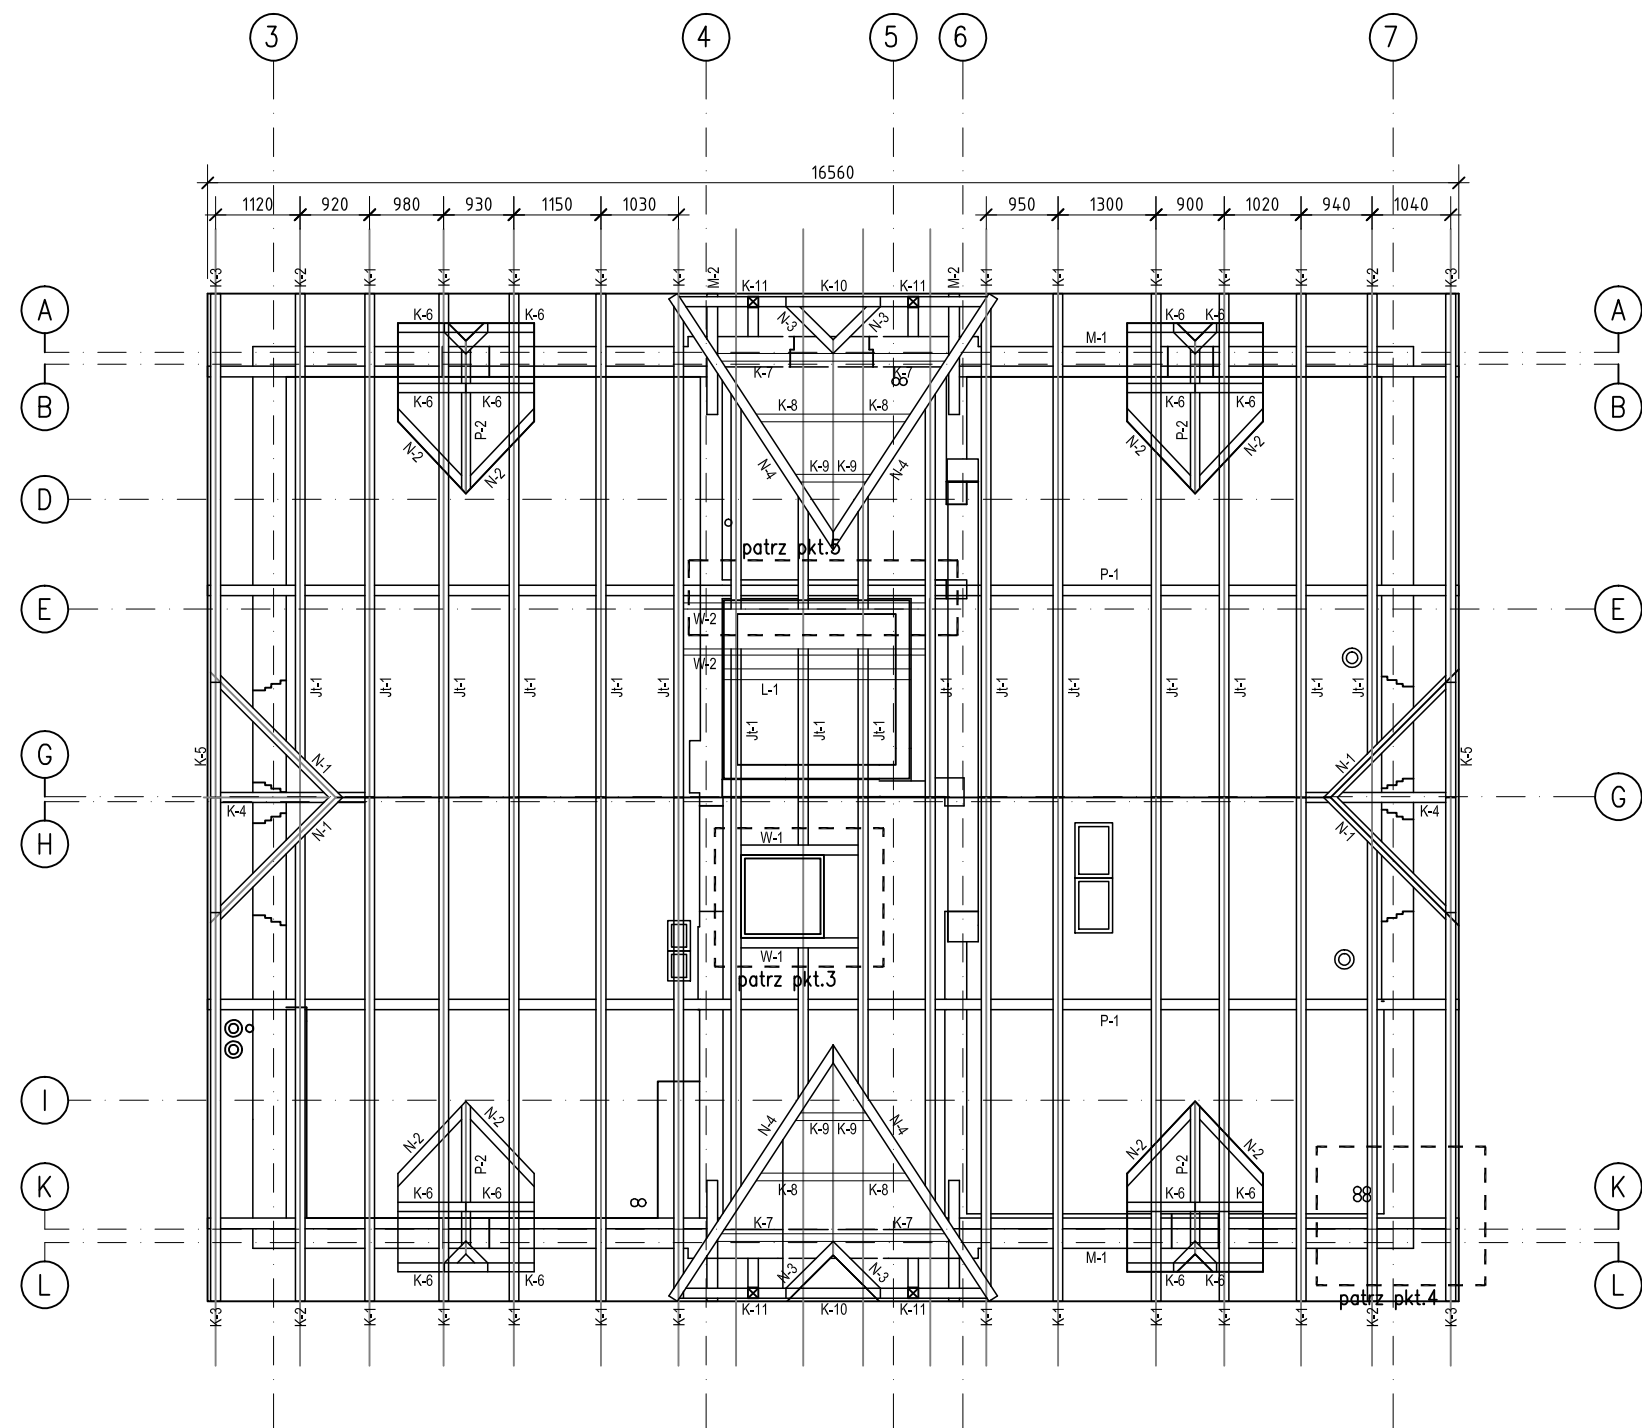 3 4 5 6 7
16560
1120 920 980 930 1150 1030 950 1300 900 1020 940 1040
K-3 K-2 K-1 K-1 K-1 K-1 K-1 M-2 M-2 K-1 K-1 K-1 K-1 K-1 K-2 K-3
K-11 K-10 K-11
A K-6 K-6 N-3 N-3 K-6 K-6 A
M-1
K-7 K-7
B K-6 K-6 K-8 K-8 K-6 K-6 B
N-2 P-2 N-2 N-2 P-2 N-2
N-4 K-9 K-9 N-4
D
patrz pkt.5
P-1
E W-2 E
W-2
Jt-1 Jt-1 Jt-1 Jt-1 Jt-1 Jt-1 L-1 Jt-1 Jt-1 Jt-1 Jt-1 Jt-1 Jt-1 Jt-1
Jt-1 Jt-1 Jt-1
G K-5 N-1 N-1 K-5 G
K-4 N-1 N-1 K-4
H W-1
W-1
patrz pkt.3
P-1
I
N-2 N-2 N-4 K-9 K-9 N-4 N-2 N-2
P-2 P-2
K K-6 K-6 K-8 K-8 K-6 K-6 K
K-7 K-7
M-1
L K-6 K-6 N-3 N-3 K-6 K-6 L
K-11 K-10 K-11
patrz pkt.4
K-3 K-2 K-1 K-1 K-1 K-1 K-1 K-1 K-1 K-1 K-1 K-1 K-2 K-3